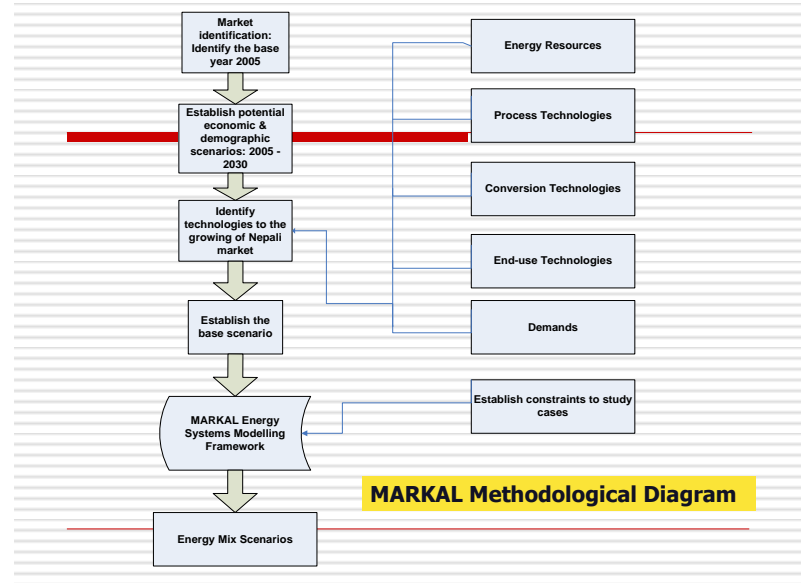 Market
identification:
Identify the base
year 2005
Establish potential
economic &
demographic
scenarios: 2005 -
2030
Identify
technologies to the
growing of Nepali
market
Establish the
base scenario
MARKAL Energy
Systems Modelling
Framework
Energy Mix Scenarios
Energy Resources
Process Technologies
Conversion Technologies
End-use Technologies
Demands
Establish constraints to study
cases
MARKAL Methodological Diagram